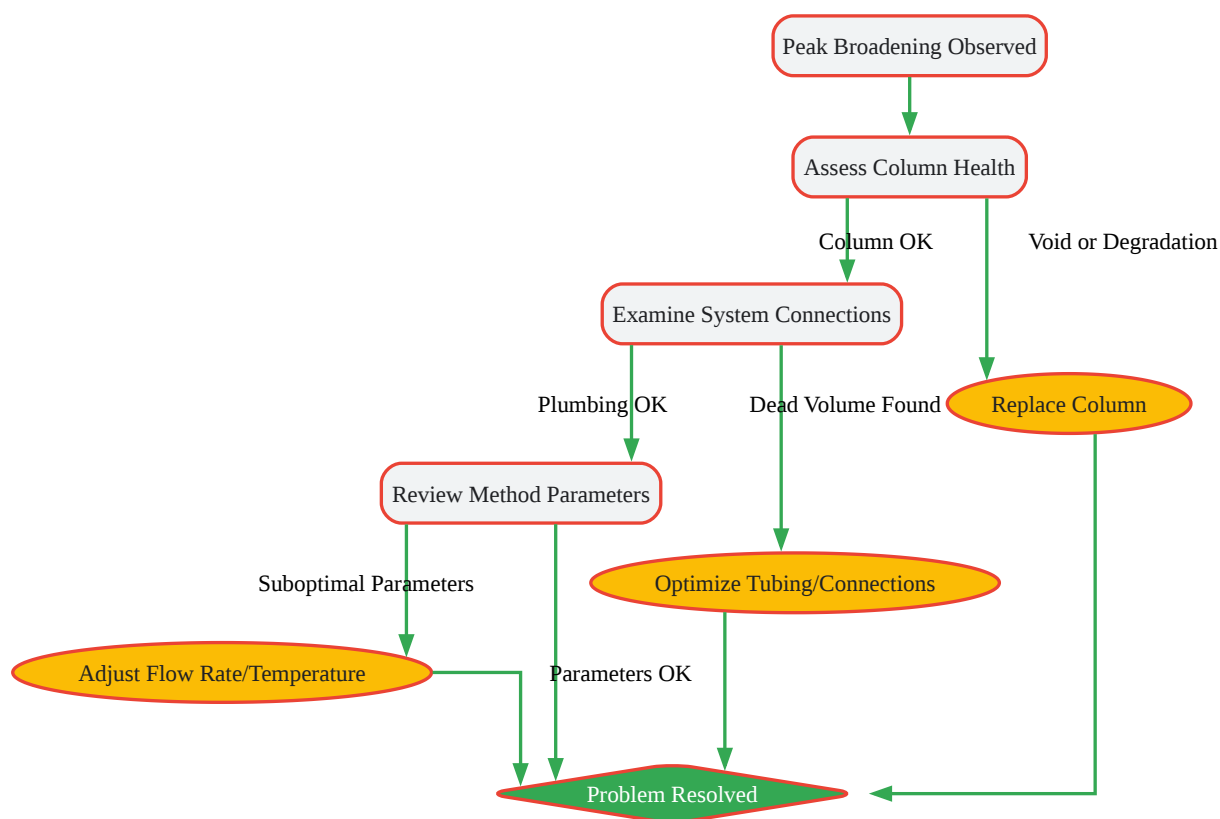 Peak Broadening Observed
Assess Column Health
Column OK
Void or Degradation
Examine System Connections
Plumbing OK
Dead Volume Found
Replace Column
Review Method Parameters
Suboptimal Parameters
Optimize Tubing/Connections
Adjust Flow Rate/Temperature
Parameters OK
Problem Resolved